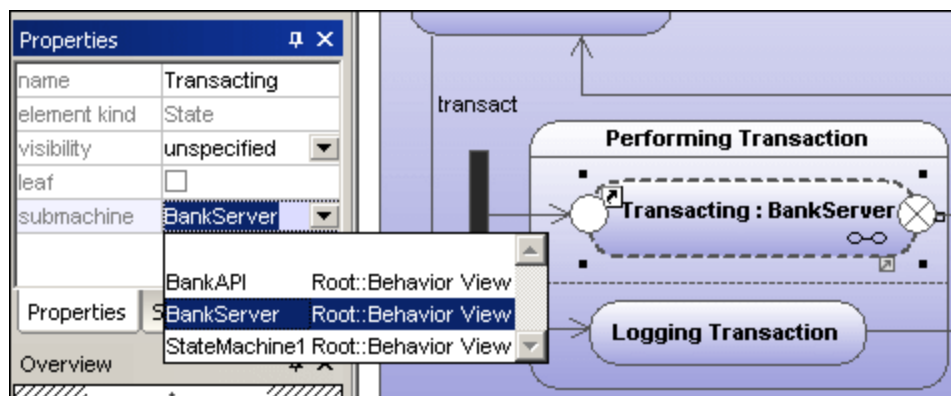 Properties
name Transacting
element kind State
visibility unspecified
leaf
submachine BankServer
BankAPI Root::Behavior View
BankServer Root::Behavior View
StateMachine1 Root::Behavior View
Properties S
Overview
transact
Performing Transaction
Transacting : BankServer
Logging Transaction